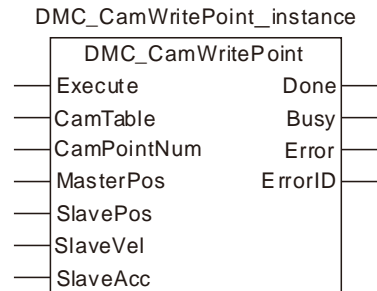 DMC_CamWritePoint_instance
DMC_CamWritePoint
Execute Done
CamTable Busy
CamPointNum Error
MasterPos ErrorID
SlavePos
SlaveVel
SlaveAcc